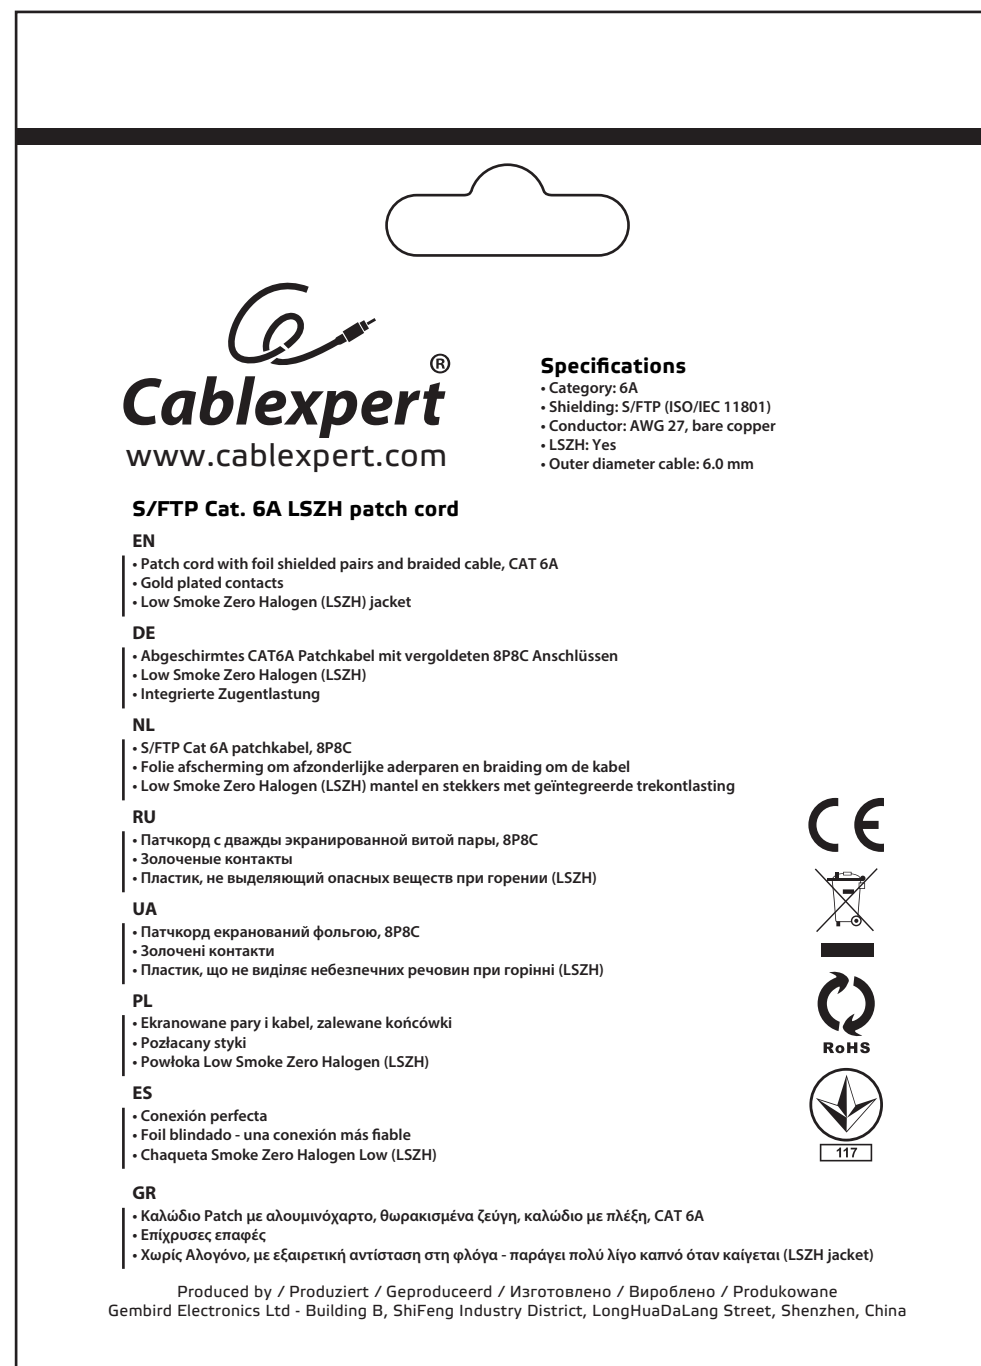 Cablexpert®
www.cablexpert.com
Specifications
• Category: 6A
• Shielding: S/FTP (ISO/IEC 11801)
• Conductor: AWG 27, bare copper
• LSZH: Yes
• Outer diameter cable: 6.0 mm
S/FTP Cat. 6A LSZH patch cord
EN
• Patch cord with foil shielded pairs and braided cable, CAT 6A
• Gold plated contacts
• Low Smoke Zero Halogen (LSZH) jacket
DE
• Abgeschirmtes CAT6A Patchkabel mit vergoldeten 8P8C Anschlüssen
• Low Smoke Zero Halogen (LSZH)
• Integrierte Zugentlastung
NL
• S/FTP Cat 6A patchkabel, 8P8C
• Folie afscherming om afzonderlijke aderparen en braiding om de kabel
• Low Smoke Zero Halogen (LSZH) mantel en stekkers met geïntegreerde trekontlasting
RU
• Патчкорд с дважды экранированной витой пары, 8P8C
• Золоченые контакты
• Пластик, не выделяющий опасных веществ при горении (LSZH)
UA
• Патчкорд екранований фольгою, 8P8C
• Золочені контакти
• Пластик, що не виділяє небезпечних речовин при горінні (LSZH)
PL
• Ekranowane pary i kabel, zalewane końcówki
• Pozłacany styki
• Powłoka Low Smoke Zero Halogen (LSZH)
ES
• Conexión perfecta
• Foil blindado - una conexión más fiable
• Chaqueta Smoke Zero Halogen Low (LSZH)
GR
• Καλώδιο Patch με αλουμινόχαρτο, θωρακισμένα ζεύγη, καλώδιο με πλέξη, CAT 6A
• Επίχρυσες επαφές
• Χωρίς Αλογόνο, με εξαιρετική αντίσταση στη φλόγα - παράγει πολύ λίγο καπνό όταν καίγεται (LSZH jacket)
CE
RoHS
117
Produced by / Produziert / Geproduceerd / Изготовлено / Вироблено / Produkowane
Gembird Electronics Ltd - Building B, ShiFeng Industry District, LongHuaDaLang Street, Shenzhen, China